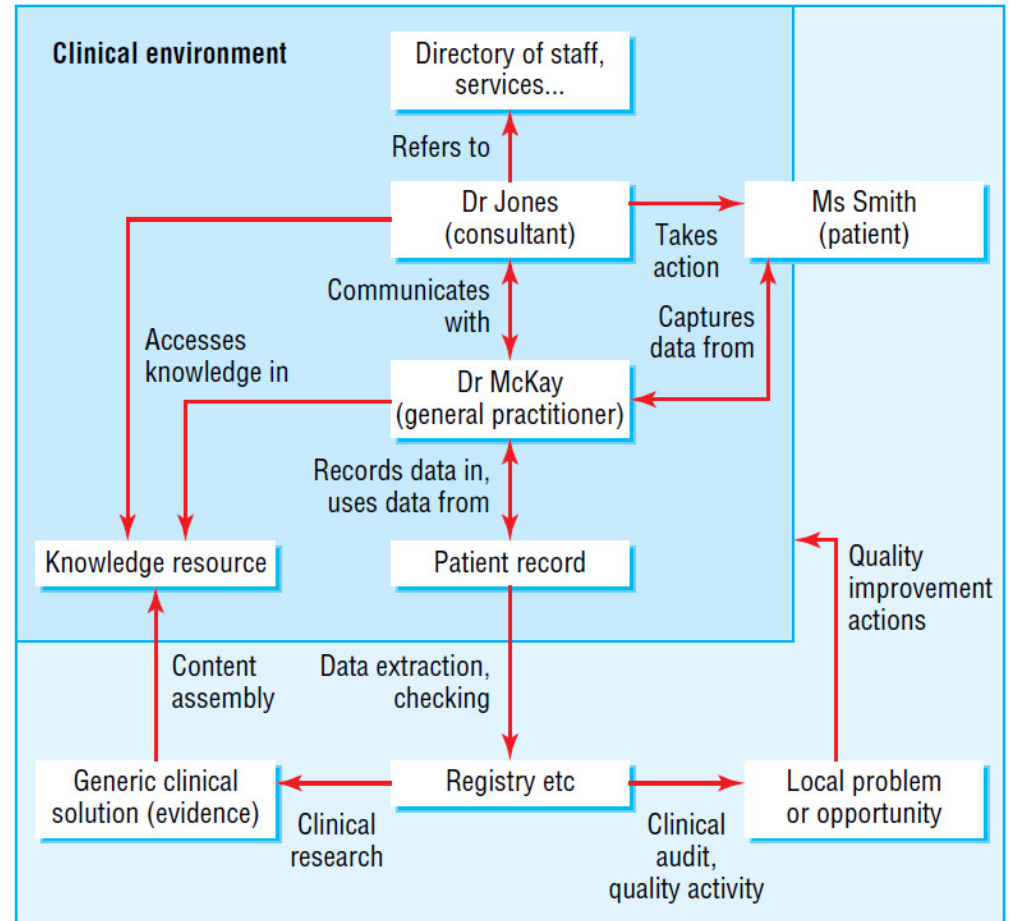 Clinical environment
Directory of staff,
services...
Refers to
Dr Jones
(consultant)
Takes
action
Ms Smith
(patient)
Communicates
with
Captures
data from
Accesses
knowledge in
Dr McKay
(general practitioner)
Records data in,
uses data from
Knowledge resource
Patient record
Quality
improvement
actions
Content
assembly
Data extraction,
checking
Generic clinical
solution (evidence)
Registry etc
Local problem
or opportunity
Clinical
research
Clinical
audit,
quality activity